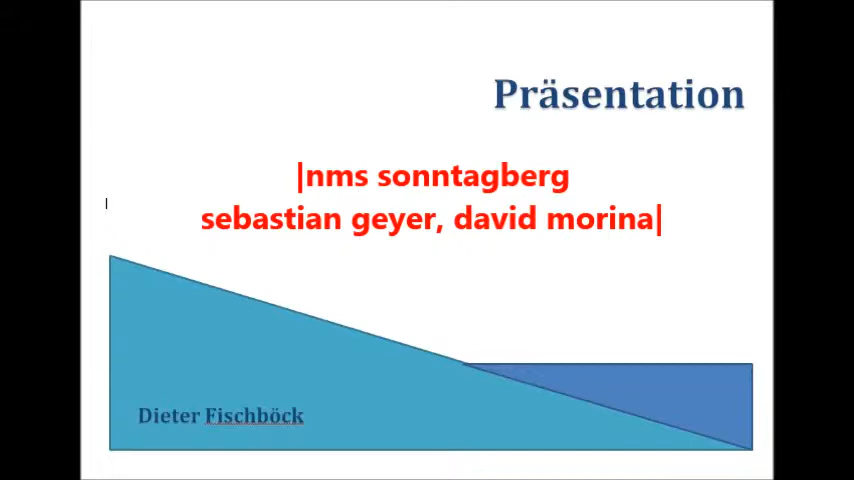 Präsentation
|nms sonntagberg
sebastian geyer, david morina|
Dieter Fischböck